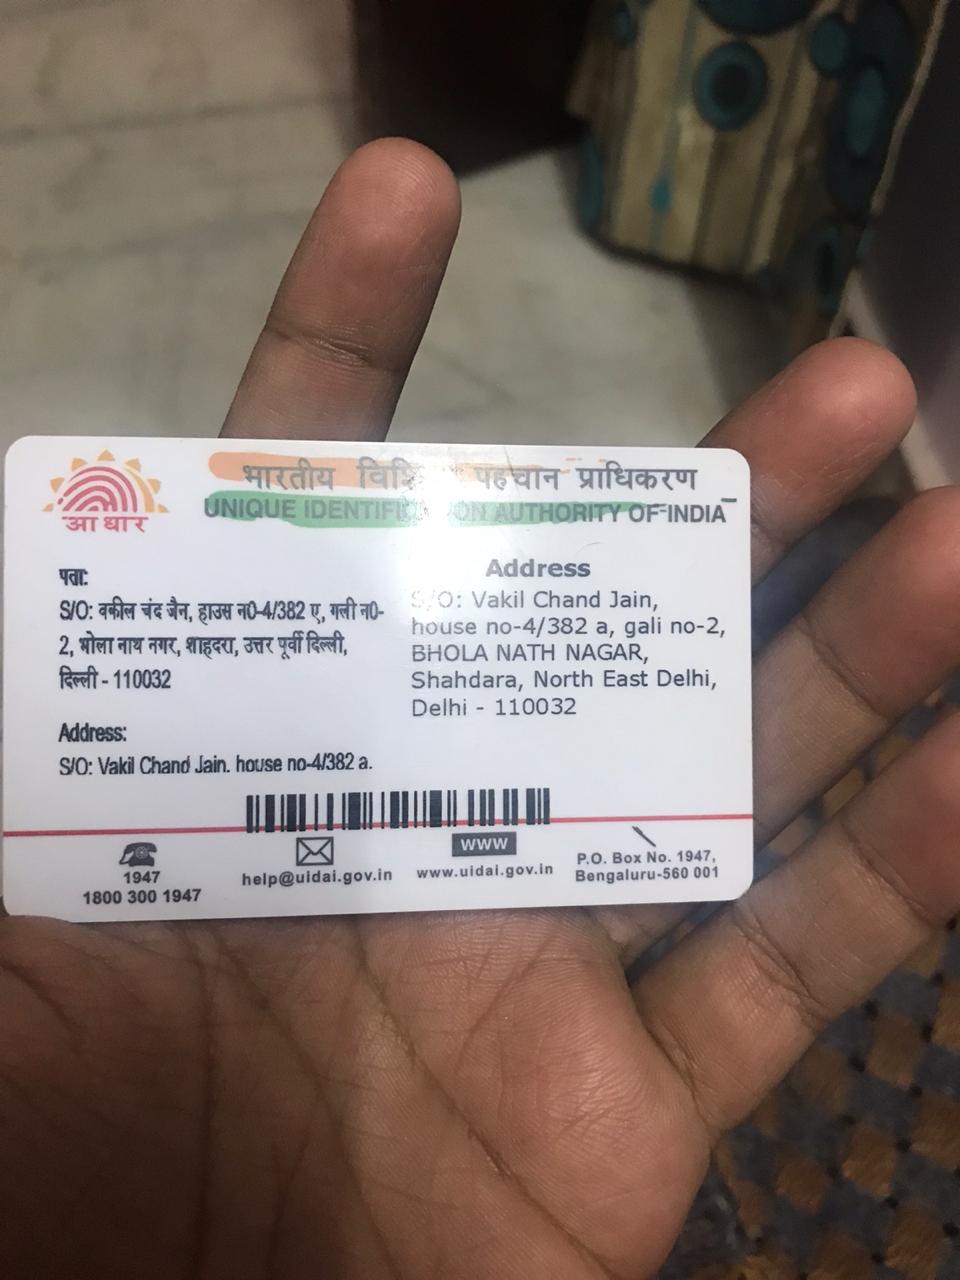 आधार
भारतीय विशि पहचान प्राधिकरण
UNIQUE IDENTIFICATION AUTHORITY OF INDIA
पता:
S/O: वकील चंद जैन, हाउस न0-4/382 ए, गली न0-
2, भोला नाथ नगर, शाहदरा, उत्तर पूर्वी दिल्ली,
दिल्ली - 110032
Address:
S/O: Vakil Chand Jain. house no-4/382 a.
Address
S/O: Vakil Chand Jain,
house no-4/382 a, gali no-2,
BHOLA NATH NAGAR,
Shahdara, North East Delhi,
Delhi - 110032
1947
1800 300 1947
help@uidai.gov.in
WWW
www.uidai.gov.in
P.O. Box No. 1947,
Bengaluru-560 001